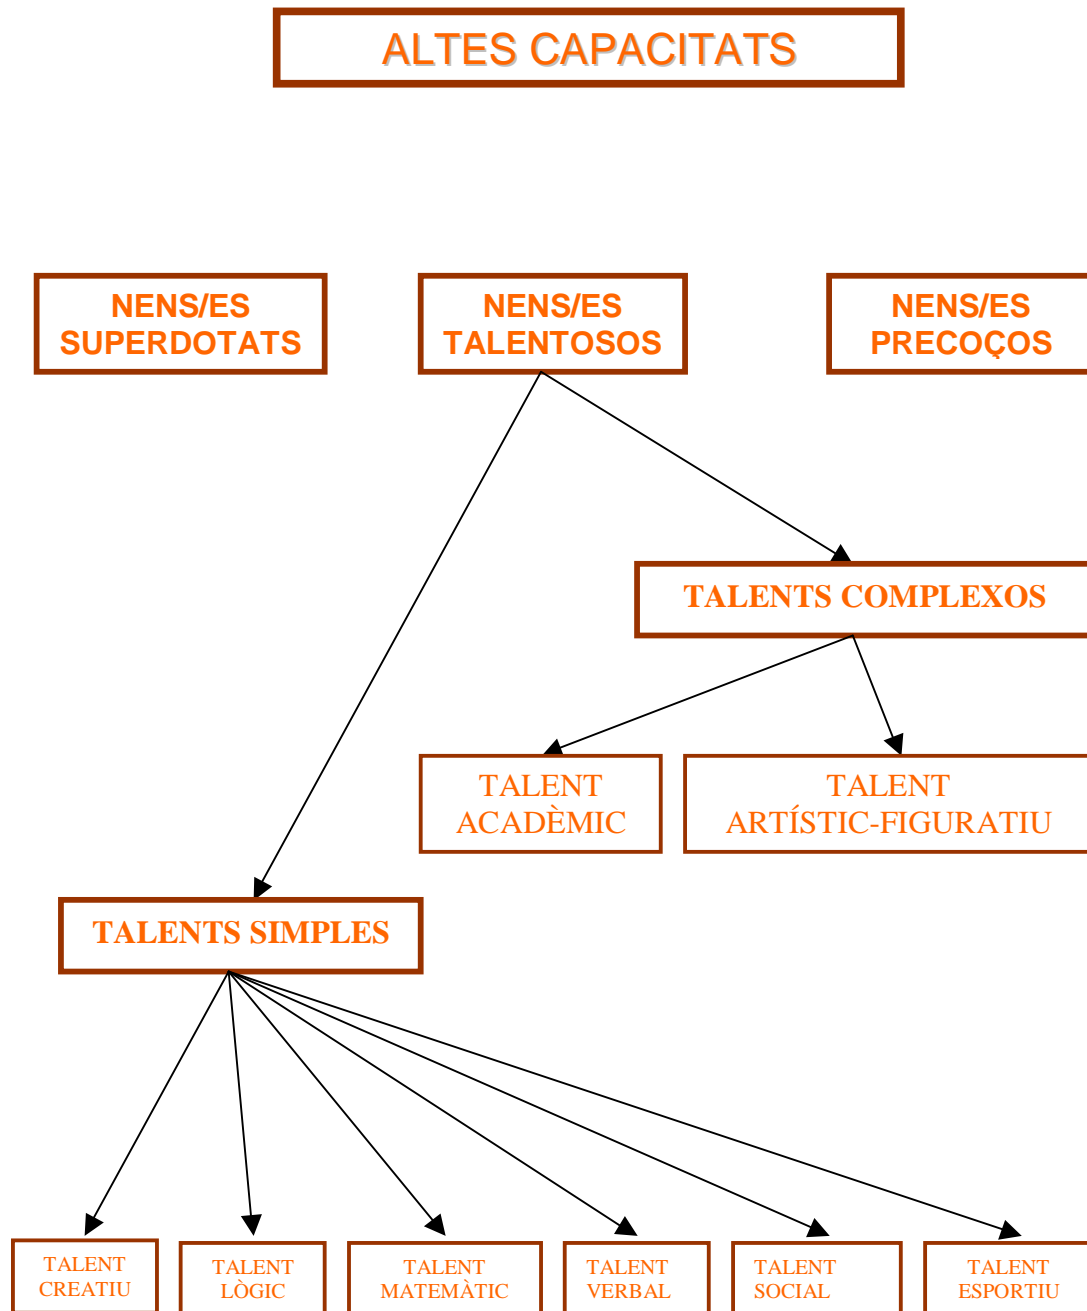 ALTES CAPACITATS
NENS/ES
SUPERDOTATS
NENS/ES
TALENTOSOS
NENS/ES
PRECOÇOS
TALENTS COMPLEXOS
TALENT
ACADÈMIC
TALENT
ARTÍSTIC-FIGURATIU
TALENTS SIMPLES
TALENT
CREATIU
TALENT
LÒGIC
TALENT
MATEMÀTIC
TALENT
VERBAL
TALENT
SOCIAL
TALENT
ESPORTIU